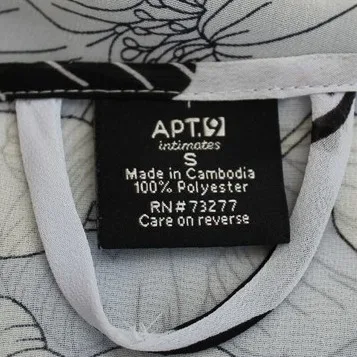 APT.9
intimates
S
Made in Cambodia
100% Polyester
RN#73277
Care on reverse